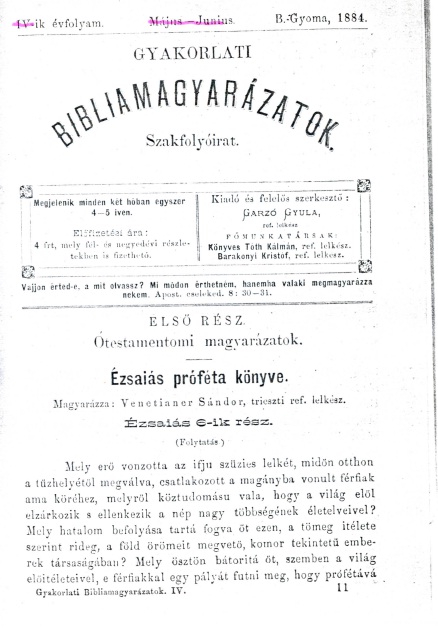 IV-ik évfolyam. Május—Junius. B.-Gyoma, 1884.
GYAKORLATI
BIBLIAMAGYARÁZATOK.
Szakfolyóirat.
Megjelenik minden két hóban egyszer
4—5 íven.
Előfizetési ára:
4 frt, mely fél- és negyedévi részle-
tekben is fizethető.
Kiadó és felelős szerkesztő:
GARZÓ GYULA,
ref. lelkész
FŐMUNKATÁRSAK:
Könyves Tóth Kálmán, ref. lelkész.
Barakonyi Kristóf, ref. lelkész.
Vajjon érted-e, a mit olvassz? Mi módon érthetném, hanemha valaki megmagyarázza
nekem. Apost. cseleked. 8: 30—31.
ELSŐ RÉSZ.
Ótestamentomi magyarázatok.
Ézsaiás próféta könyve.
Magyarázza: Venetianer Sándor, trieszti ref. lelkész.
Ézsaiás 6-ik rész.
(Folytatás)
Mely erő vonzotta az ifju szüzies lelkét, midőn otthon
a tűzhelyétől megválva, csatlakozott a magányba vonult férfiak
ama köréhez, melyről köztudomásu vala, hogy a világ elől
elzárkozik s ellenkezik a nép nagy többségének életelveivel?
Mely hatalom befolyása tartá fogva őt ezen, a tömeg itélete
szerint rideg, a föld örömeit megvető, komor tekintetű embe-
rek társaságában? Mely ösztön bátoritá őt, szemben a világ
előitéleteivel, e férfiakkal egy pályát futni meg, hogy prófétává
Gyakorlati Bibliamagyarázatok. IV. 11